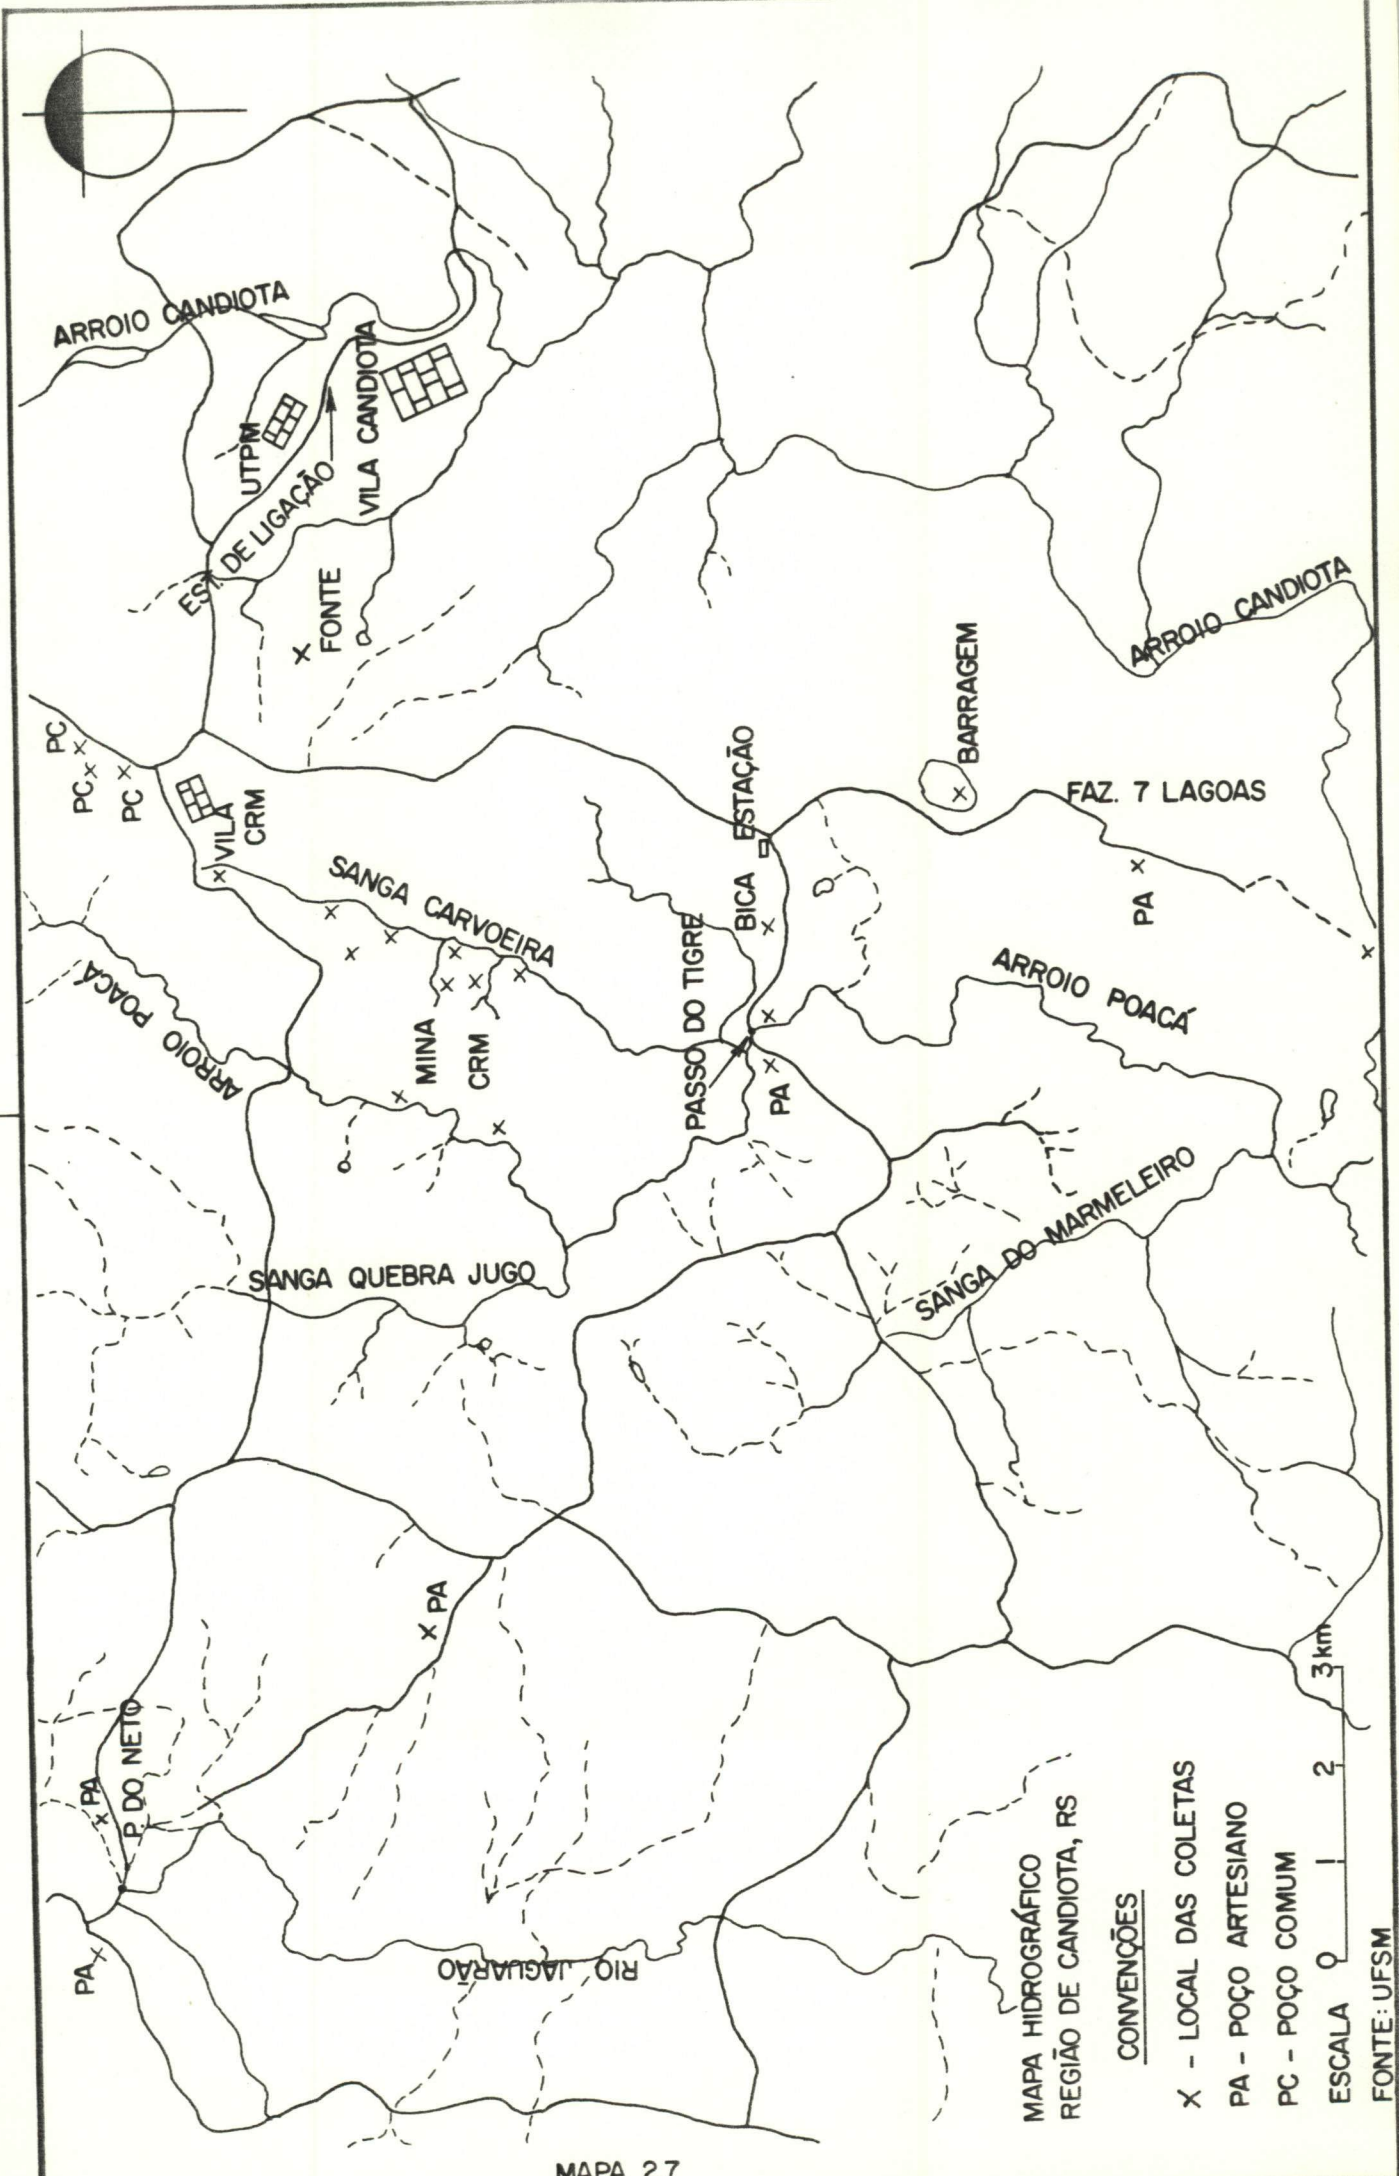 ARROIO CANDIOTA
UTPM
EST. DE LIGAÇÃO
VILA CANDIOTA
FONTE
PC
PC
PC
VILA
CRM
SANGA CARVOEIRA
ARROIO POACÁ
MINA
CRM
PASSO DO TIGRE
BICA
ESTAÇÃO
PA
BARRAGEM
FAZ. 7 LAGOAS
PA
ARROIO CANDIOTA
ARROIO POACÁ
SANGA DO MARMELEIRO
SANGA QUEBRA JUGO
PA
PA
P. DO NETO
PA
RIO JAGUARÃO
MAPA HIDROGRÁFICO
REGIÃO DE CANDIOTA, RS
CONVENÇÕES
X - LOCAL DAS COLETAS
PA - POÇO ARTESIANO
PC - POÇO COMUM
ESCALA 0 1 2 3 km
FONTE: UFSM
MAPA 27